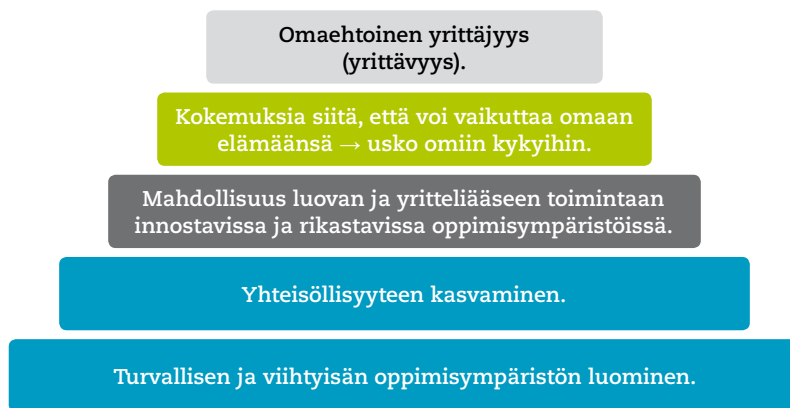 Omaehtoinen yrittäjyys
(yrittävyys).
Kokemuksia siitä, että voi vaikuttaa omaan
elämäänsä → usko omiin kykyihin.
Mahdollisuus luovan ja yritteliääseen toimintaan
innostavissa ja rikastavissa oppimisympäristöissä.
Yhteisöllisyyteen kasvaminen.
Turvallisen ja viihtyisän oppimisympäristön luominen.